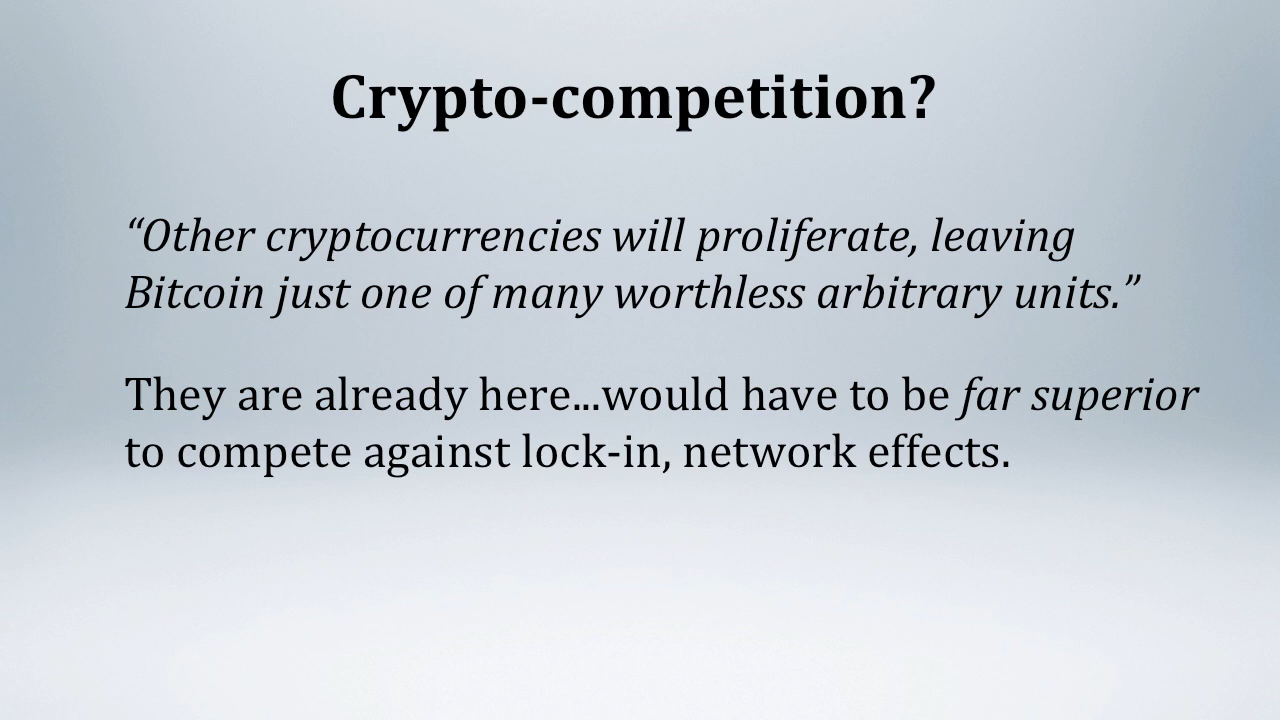 Crypto-competition?
“Other cryptocurrencies will proliferate, leaving
Bitcoin just one of many worthless arbitrary units.”
They are already here...would have to be far superior
to compete against lock-in, network effects.